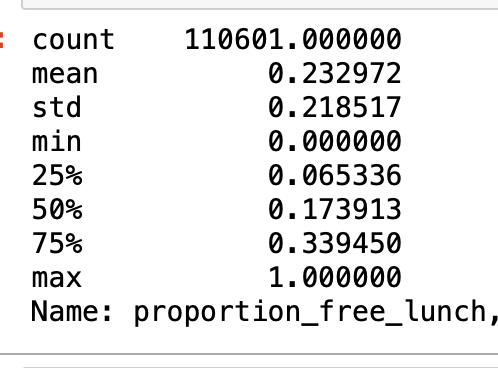 count    110601.000000
mean          0.232972
std           0.218517
min           0.000000
25%           0.065336
50%           0.173913
75%           0.339450
max           1.000000
Name: proportion_free_lunch,